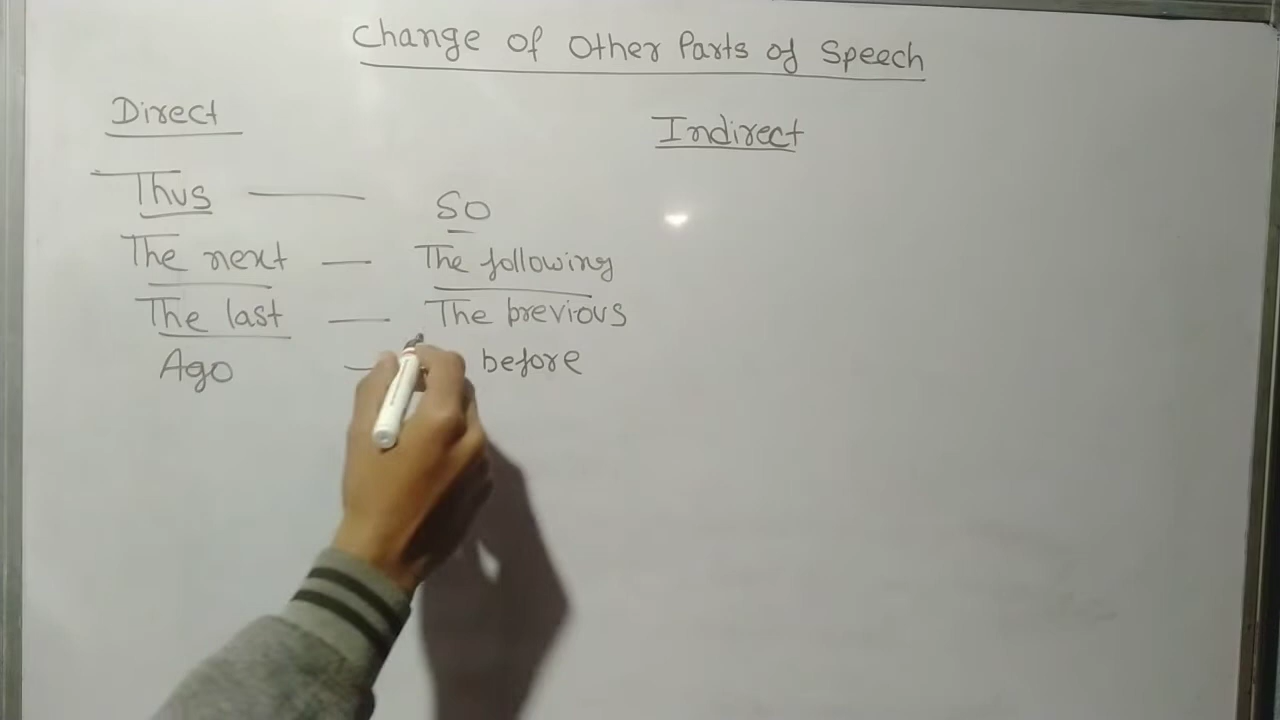 Change of Other Parts of Speech
Direct
Indirect
Thus — So
The next — The following
The last — The previous
Ago — before